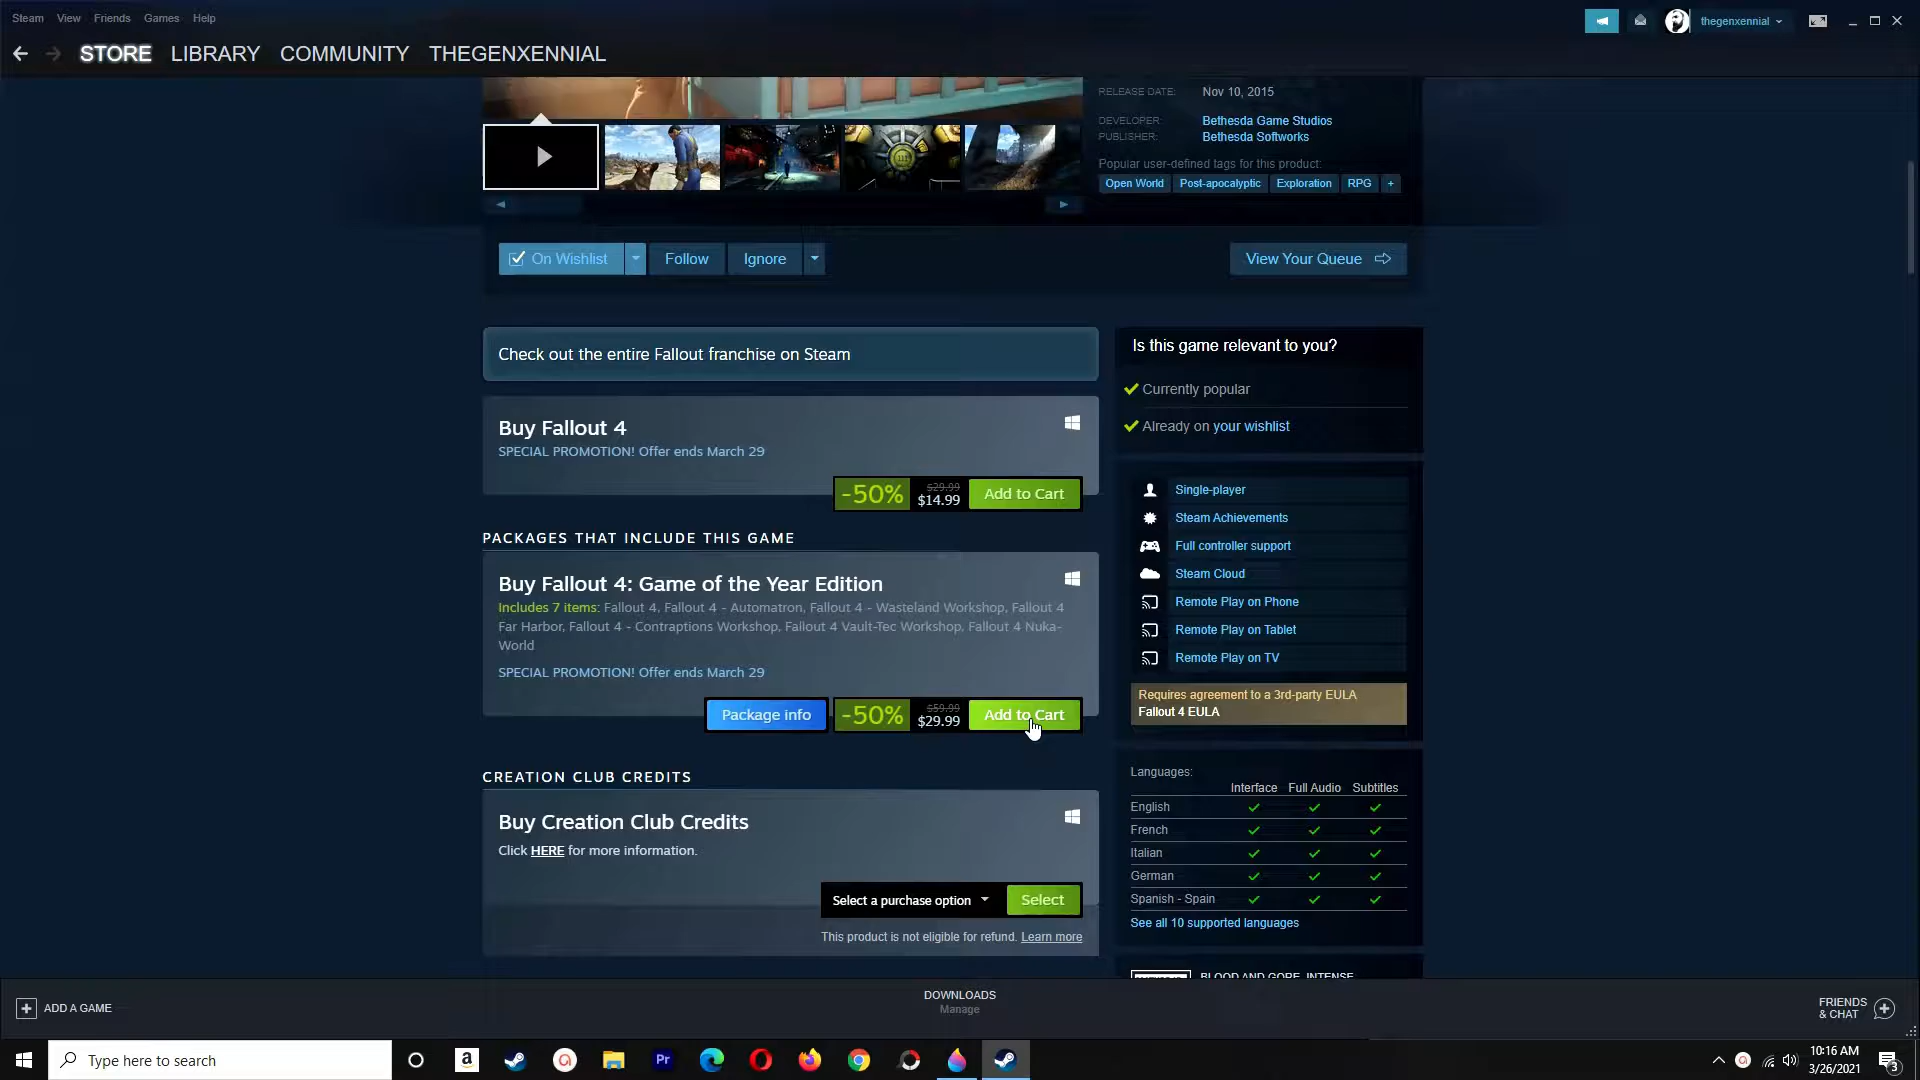 Steam View Friends Games Help
thegenxennial
STORE LIBRARY COMMUNITY THEGENXENNIAL
RELEASE DATE: Nov 10, 2015
DEVELOPER: Bethesda Game Studios
PUBLISHER: Bethesda Softworks
Popular user-defined tags for this product:
Open World Post-apocalyptic Exploration RPG +
On Wishlist Follow Ignore View Your Queue
Check out the entire Fallout franchise on Steam
Buy Fallout 4
SPECIAL PROMOTION! Offer ends March 29
-50% $29.99 $14.99 Add to Cart
PACKAGES THAT INCLUDE THIS GAME
Buy Fallout 4: Game of the Year Edition
Includes 7 items: Fallout 4, Fallout 4 - Automatron, Fallout 4 - Wasteland Workshop, Fallout 4
Far Harbor, Fallout 4 - Contraptions Workshop, Fallout 4 Vault-Tec Workshop, Fallout 4 Nuka-
World
SPECIAL PROMOTION! Offer ends March 29
Package info -50% $59.99 $29.99 Add to Cart
CREATION CLUB CREDITS
Buy Creation Club Credits
Click HERE for more information.
Select a purchase option Select
This product is not eligible for refund. Learn more
Is this game relevant to you?
Currently popular
Already on your wishlist
Single-player
Steam Achievements
Full controller support
Steam Cloud
Remote Play on Phone
Remote Play on Tablet
Remote Play on TV
Requires agreement to a 3rd-party EULA
Fallout 4 EULA
Languages:
Interface Full Audio Subtitles
English
French
Italian
German
Spanish - Spain
See all 10 supported languages
BLOOD AND GORE, INTENSE
+ ADD A GAME
DOWNLOADS
Manage
FRIENDS
& CHAT
Type here to search
a
Pr
10:16 AM
3/26/2021
3